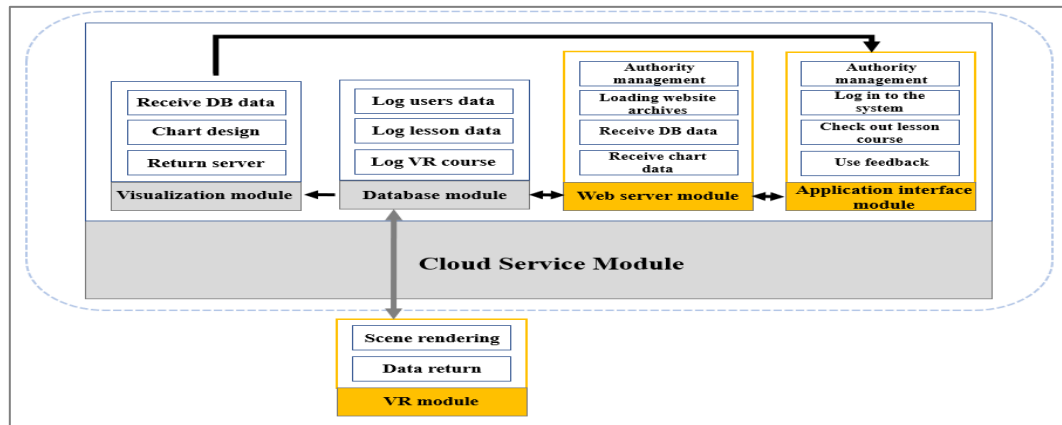 Receive DB data
Chart design
Return server
Visualization module
Log users data
Log lesson data
Log VR course
Database module
Authority
management
Loading website
archives
Receive DB data
Receive chart
data
Web server module
Authority
management
Log in to the
system
Check out lesson
course
Use feedback
Application interface
module
Cloud Service Module
Scene rendering
Data return
VR module